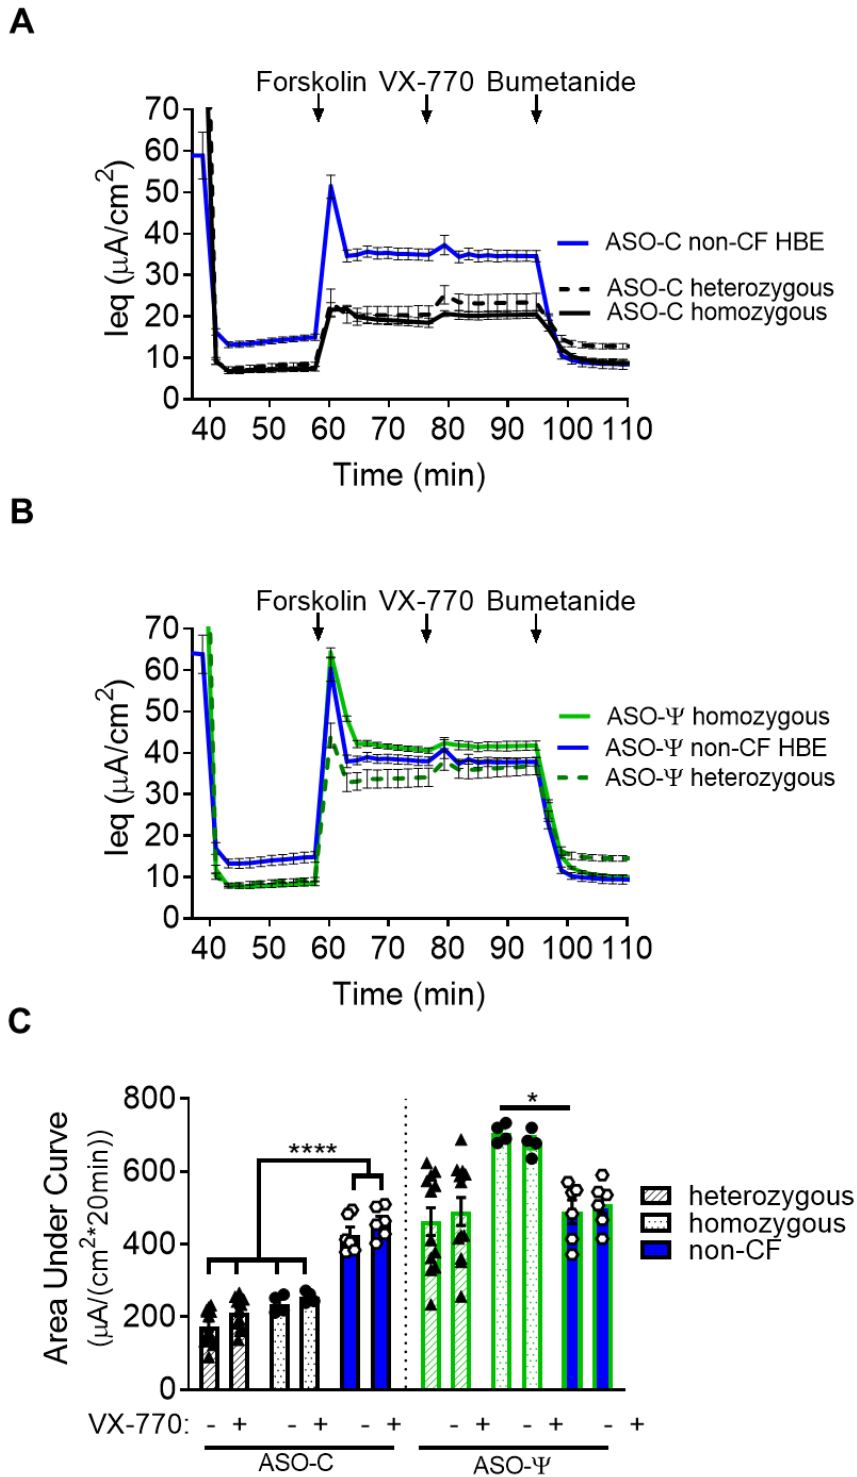 A
Forskolin VX-770 Bumetanide
70
60
50
40
30
20
10
0
Ieq (µA/cm2)
ASO-C non-CF HBE
ASO-C heterozygous
ASO-C homozygous
40 50 60 70 80 90 100 110
Time (min)
B
Forskolin VX-770 Bumetanide
70
60
50
40
30
20
10
0
Ieq (µA/cm2)
ASO-Ψ homozygous
ASO-Ψ non-CF HBE
ASO-Ψ heterozygous
40 50 60 70 80 90 100 110
Time (min)
C
800
600
400
200
0
Area Under Curve
(µA/(cm2*20min))
****
*
heterozygous
homozygous
non-CF
VX-770: - + - + - + - + - + - +
ASO-C ASO-Ψ